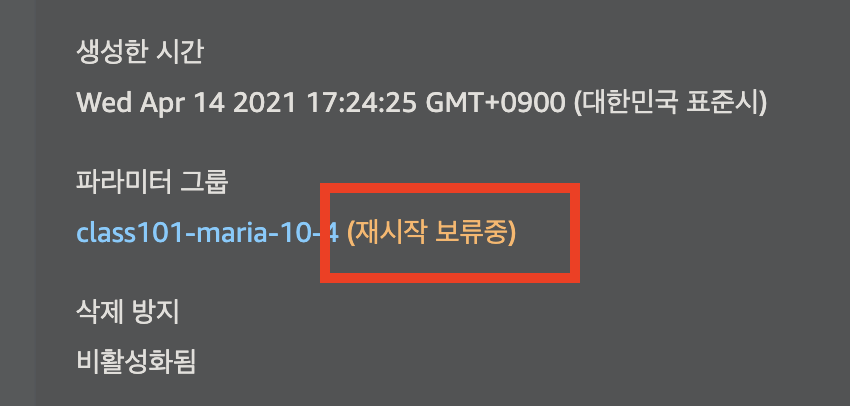 생성한 시간
Wed Apr 14 2021 17:24:25 GMT+0900 (대한민국 표준시)
파라미터 그룹
class101-maria-10-4 (재시작 보류중)
삭제 방지
비활성화됨